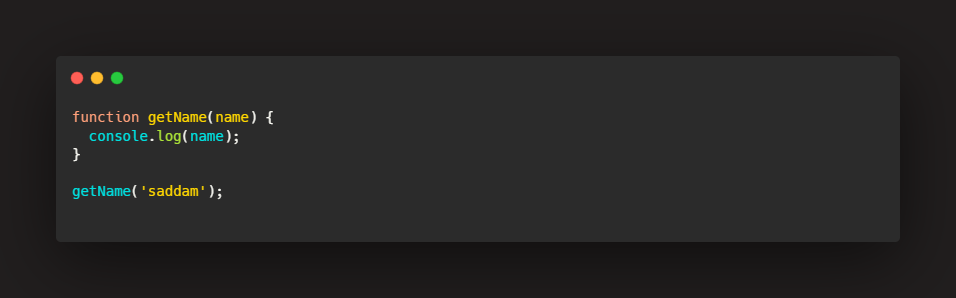 function getName(name) {
  console.log(name);
}

getName('saddam');